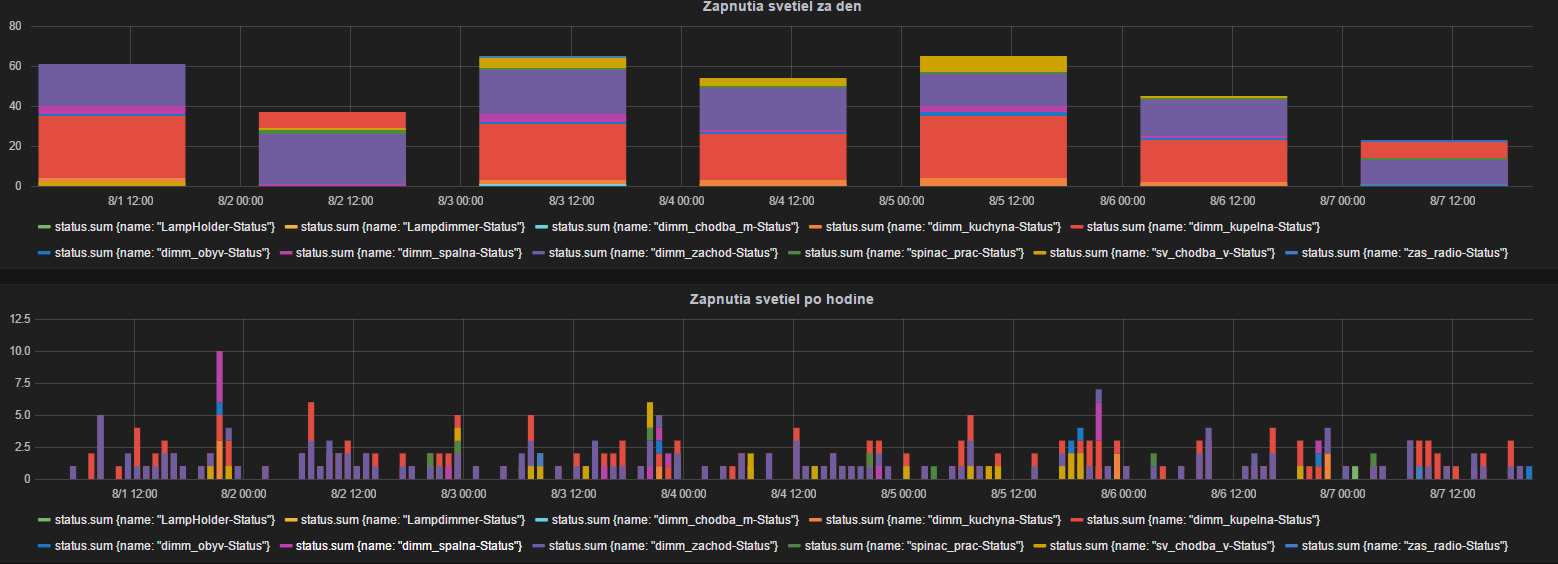 Zapnutia svetiel za den
80
60
40
20
0
8/1 12:00 8/2 00:00 8/2 12:00 8/3 00:00 8/3 12:00 8/4 00:00 8/4 12:00 8/5 00:00 8/5 12:00 8/6 00:00 8/6 12:00 8/7 00:00 8/7 12:00
status.sum {name: "LampHolder-Status"} status.sum {name: "Lampdimmer-Status"} status.sum {name: "dimm_chodba_m-Status"} status.sum {name: "dimm_kuchyna-Status"} status.sum {name: "dimm_kupelna-Status"}
status.sum {name: "dimm_obyv-Status"} status.sum {name: "dimm_spalna-Status"} status.sum {name: "dimm_zachod-Status"} status.sum {name: "spinac_prac-Status"} status.sum {name: "sv_chodba_v-Status"} status.sum {name: "zas_radio-Status"}
Zapnutia svetiel po hodine
12.5
10.0
7.5
5.0
2.5
0
8/1 12:00 8/2 00:00 8/2 12:00 8/3 00:00 8/3 12:00 8/4 00:00 8/4 12:00 8/5 00:00 8/5 12:00 8/6 00:00 8/6 12:00 8/7 00:00 8/7 12:00
status.sum {name: "LampHolder-Status"} status.sum {name: "Lampdimmer-Status"} status.sum {name: "dimm_chodba_m-Status"} status.sum {name: "dimm_kuchyna-Status"} status.sum {name: "dimm_kupelna-Status"}
status.sum {name: "dimm_obyv-Status"} status.sum {name: "dimm_spalna-Status"} status.sum {name: "dimm_zachod-Status"} status.sum {name: "spinac_prac-Status"} status.sum {name: "sv_chodba_v-Status"} status.sum {name: "zas_radio-Status"}